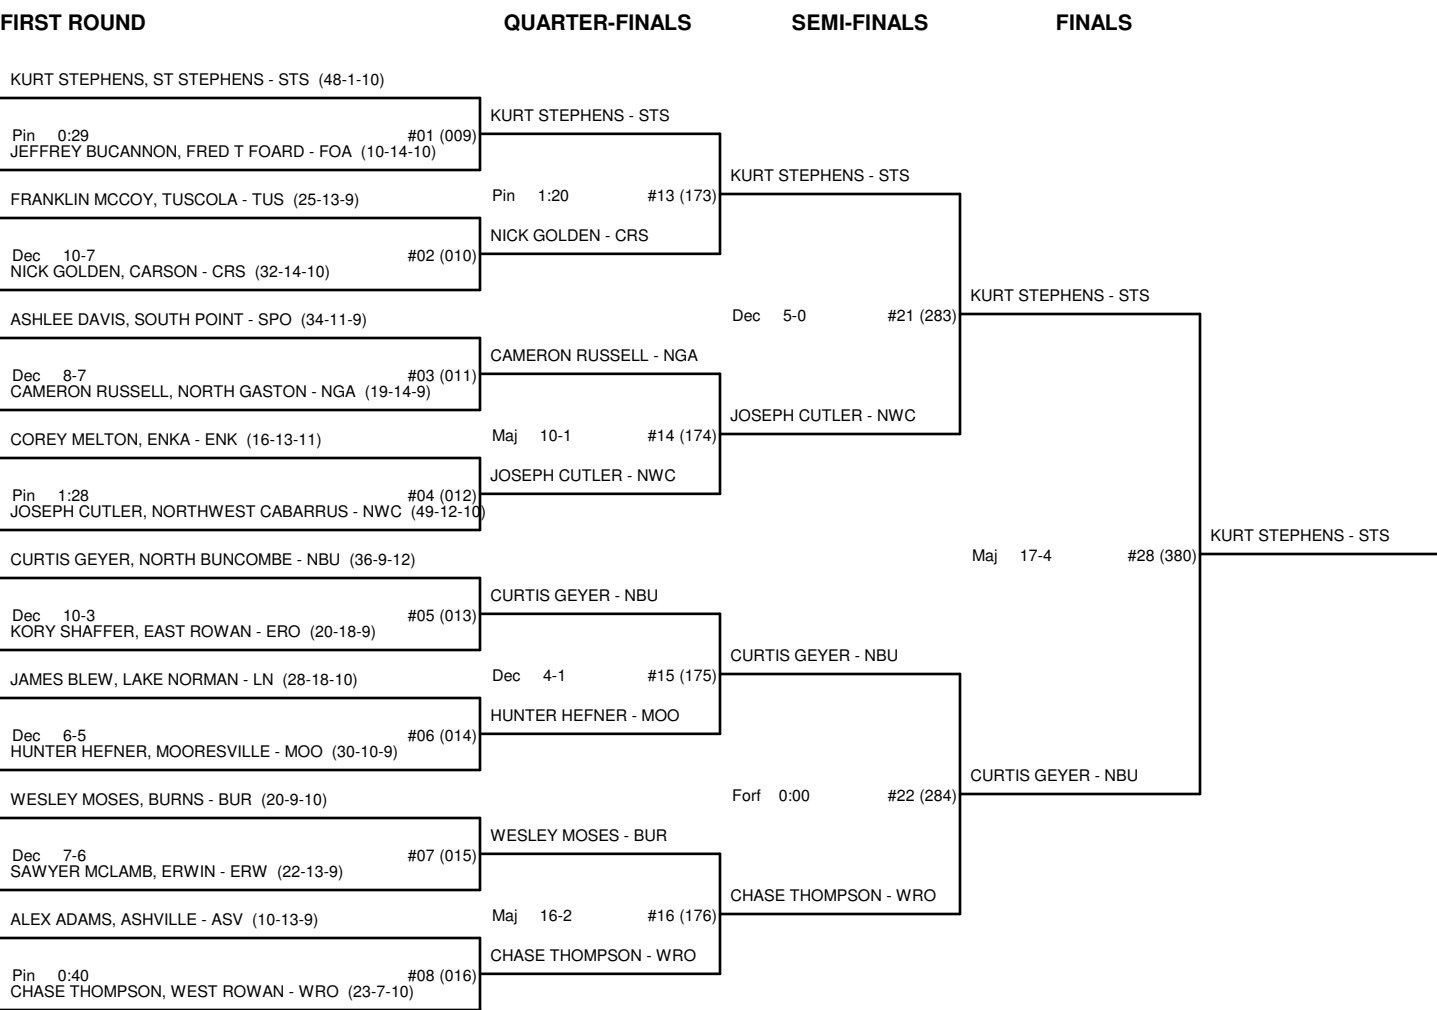 FIRST ROUND
QUARTER-FINALS
SEMI-FINALS
FINALS
KURT STEPHENS, ST STEPHENS - STS (48-1-10)
Pin 0:29 #01 (009)
JEFFREY BUCANNON, FRED T FOARD - FOA (10-14-10)
FRANKLIN MCCOY, TUSCOLA - TUS (25-13-9)
Dec 10-7 #02 (010)
NICK GOLDEN, CARSON - CRS (32-14-10)
ASHLEE DAVIS, SOUTH POINT - SPO (34-11-9)
Dec 8-7 #03 (011)
CAMERON RUSSELL, NORTH GASTON - NGA (19-14-9)
COREY MELTON, ENKA - ENK (16-13-11)
Pin 1:28 #04 (012)
JOSEPH CUTLER, NORTHWEST CABARRUS - NWC (49-12-10)
CURTIS GEYER, NORTH BUNCOMBE - NBU (36-9-12)
Dec 10-3 #05 (013)
KORY SHAFFER, EAST ROWAN - ERO (20-18-9)
JAMES BLEW, LAKE NORMAN - LN (28-18-10)
Dec 6-5 #06 (014)
HUNTER HEFNER, MOORESVILLE - MOO (30-10-9)
WESLEY MOSES, BURNS - BUR (20-9-10)
Dec 7-6 #07 (015)
SAWYER MCLAMB, ERWIN - ERW (22-13-9)
ALEX ADAMS, ASHVILLE - ASV (10-13-9)
Pin 0:40 #08 (016)
CHASE THOMPSON, WEST ROWAN - WRO (23-7-10)
KURT STEPHENS - STS
Pin 1:20 #13 (173)
NICK GOLDEN - CRS
CAMERON RUSSELL - NGA
Maj 10-1 #14 (174)
JOSEPH CUTLER - NWC
CURTIS GEYER - NBU
Dec 4-1 #15 (175)
HUNTER HEFNER - MOO
WESLEY MOSES - BUR
Maj 16-2 #16 (176)
CHASE THOMPSON - WRO
KURT STEPHENS - STS
Dec 5-0 #21 (283)
JOSEPH CUTLER - NWC
CURTIS GEYER - NBU
Forf 0:00 #22 (284)
CHASE THOMPSON - WRO
KURT STEPHENS - STS
Maj 17-4 #28 (380)
CURTIS GEYER - NBU
KURT STEPHENS - STS